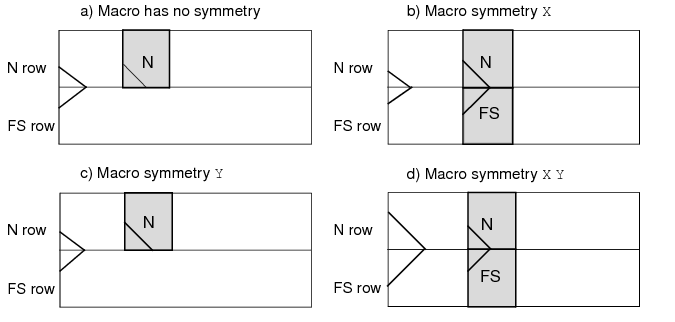 a) Macro has no symmetry
N row
N
FS row
b) Macro symmetry X
N row
N
FS
FS row
c) Macro symmetry Y
N row
N
FS row
d) Macro symmetry X Y
N row
N
FS
FS row